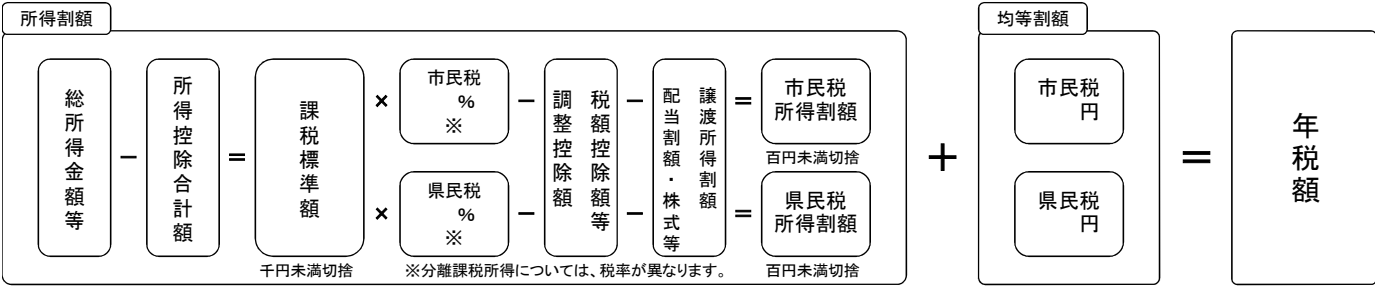 所得割額
総所得金額等
－
所得控除合計額
＝
課税標準額
千円未満切捨
×
市民税
%
※
×
県民税
%
※
※分離課税所得については、税率が異なります。
－
－
税額控除額等
調整控除額
－
－
譲渡所得割額
配当割額・株式等
＝
市民税
所得割額
百円未満切捨
＝
県民税
所得割額
百円未満切捨
＋
均等割額
市民税
円
県民税
円
＝
年税額